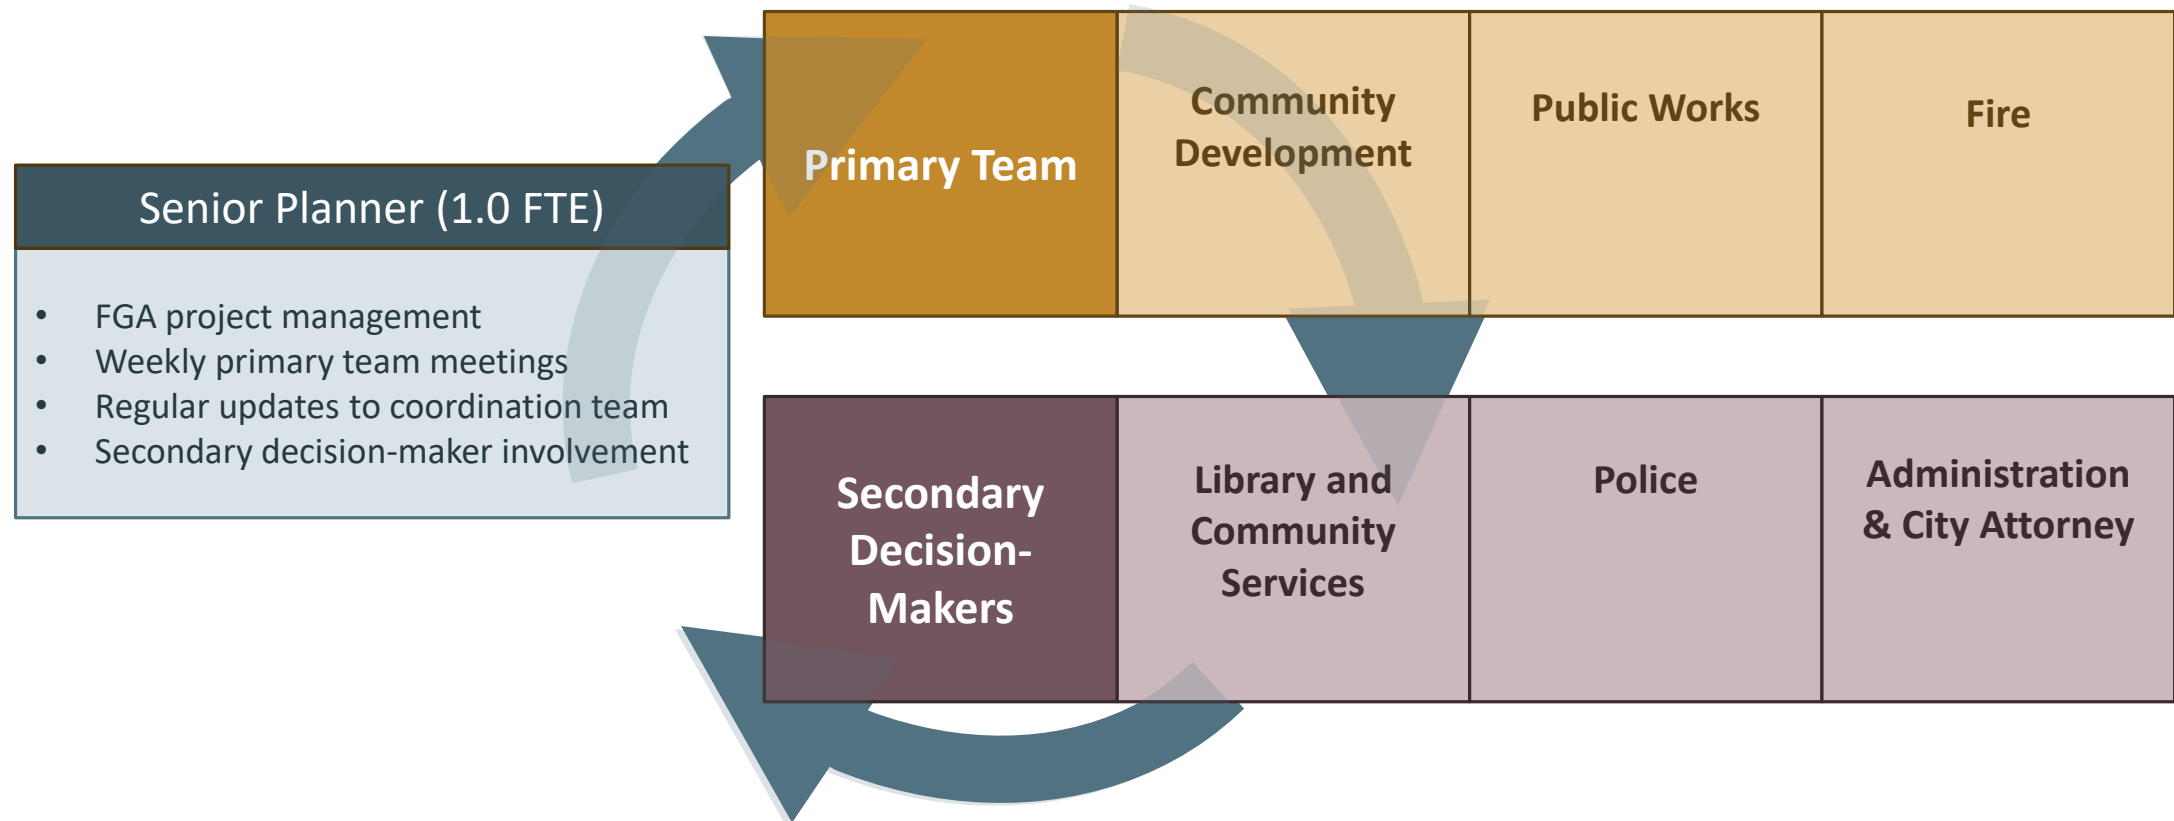 Senior Planner (1.0 FTE)
• FGA project management
• Weekly primary team meetings
• Regular updates to coordination team
• Secondary decision-maker involvement
Primary Team
Community
Development
Public Works
Fire
Secondary
Decision-
Makers
Library and
Community
Services
Police
Administration
& City Attorney